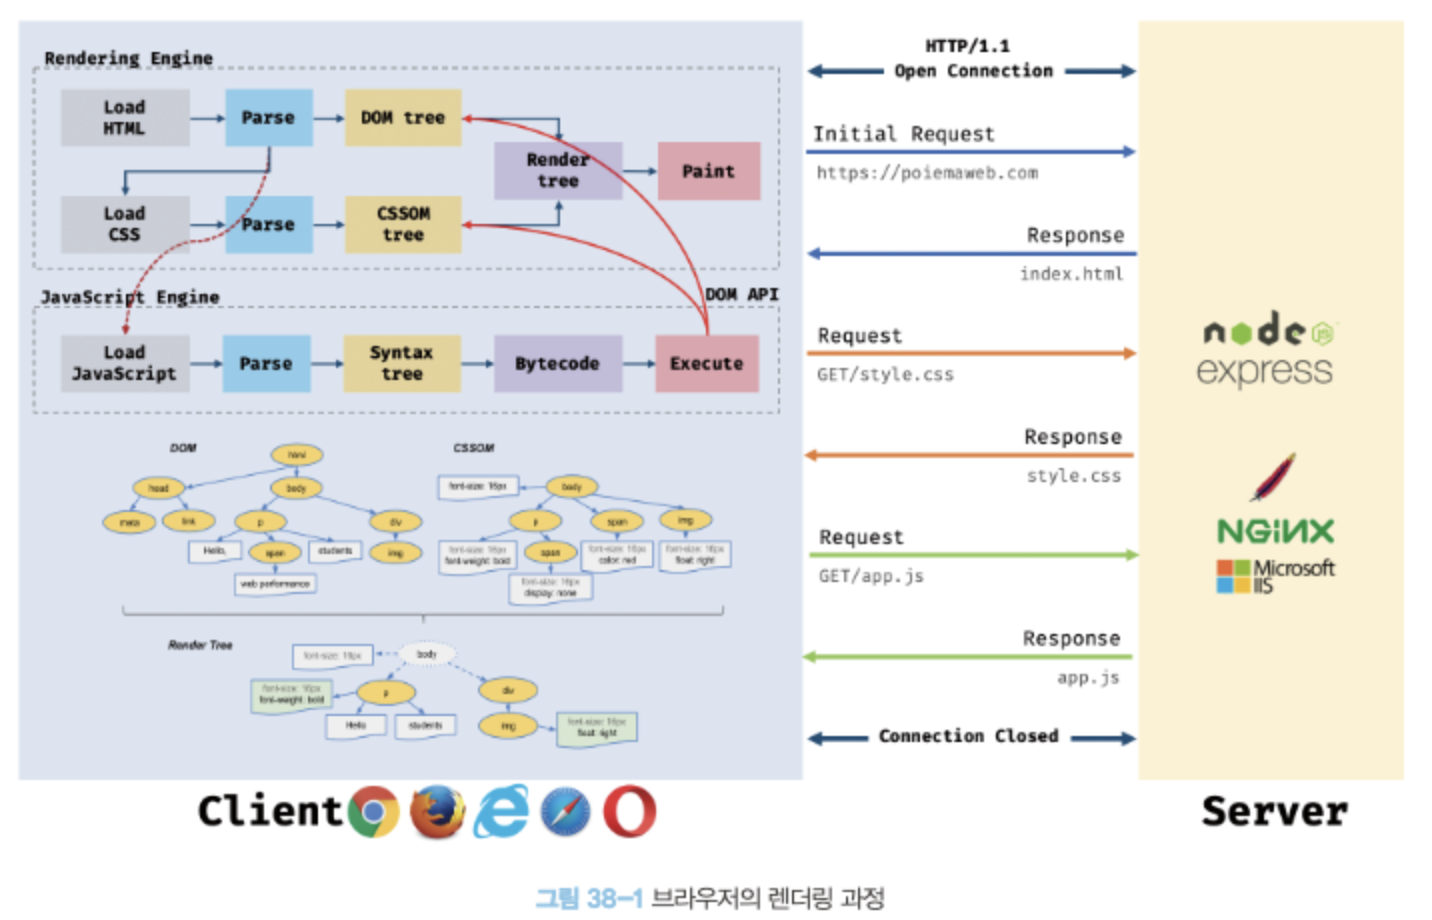 Rendering Engine
Load
HTML
Parse
DOM tree
Render
tree
Paint
Load
CSS
Parse
CSSOM
tree
JavaScript Engine
DOM API
Load
JavaScript
Parse
Syntax
tree
Bytecode
Execute
DOM
html
head
body
meta
link
p
div
Hello,
span
students
img
web performance
CSSOM
font-size: 16px
body
p
span
img
font-size: 16px
font-weight: bold
span
font-size: 16px
color: red
font-size: 16px
float: right
font-size: 16px
display: none
Render Tree
font-size: 16px
body
font-size: 16px
font-weight: bold
p
div
Hello
students
img
font-size: 16px
float: right
Client
HTTP/1.1
Open Connection
Initial Request
https://poiemaweb.com
Response
index.html
Request
GET/style.css
Response
style.css
Request
GET/app.js
Response
app.js
Connection Closed
node
JS
express
NGiNX
Microsoft
IIS
Server
그림 38-1 브라우저의 렌더링 과정